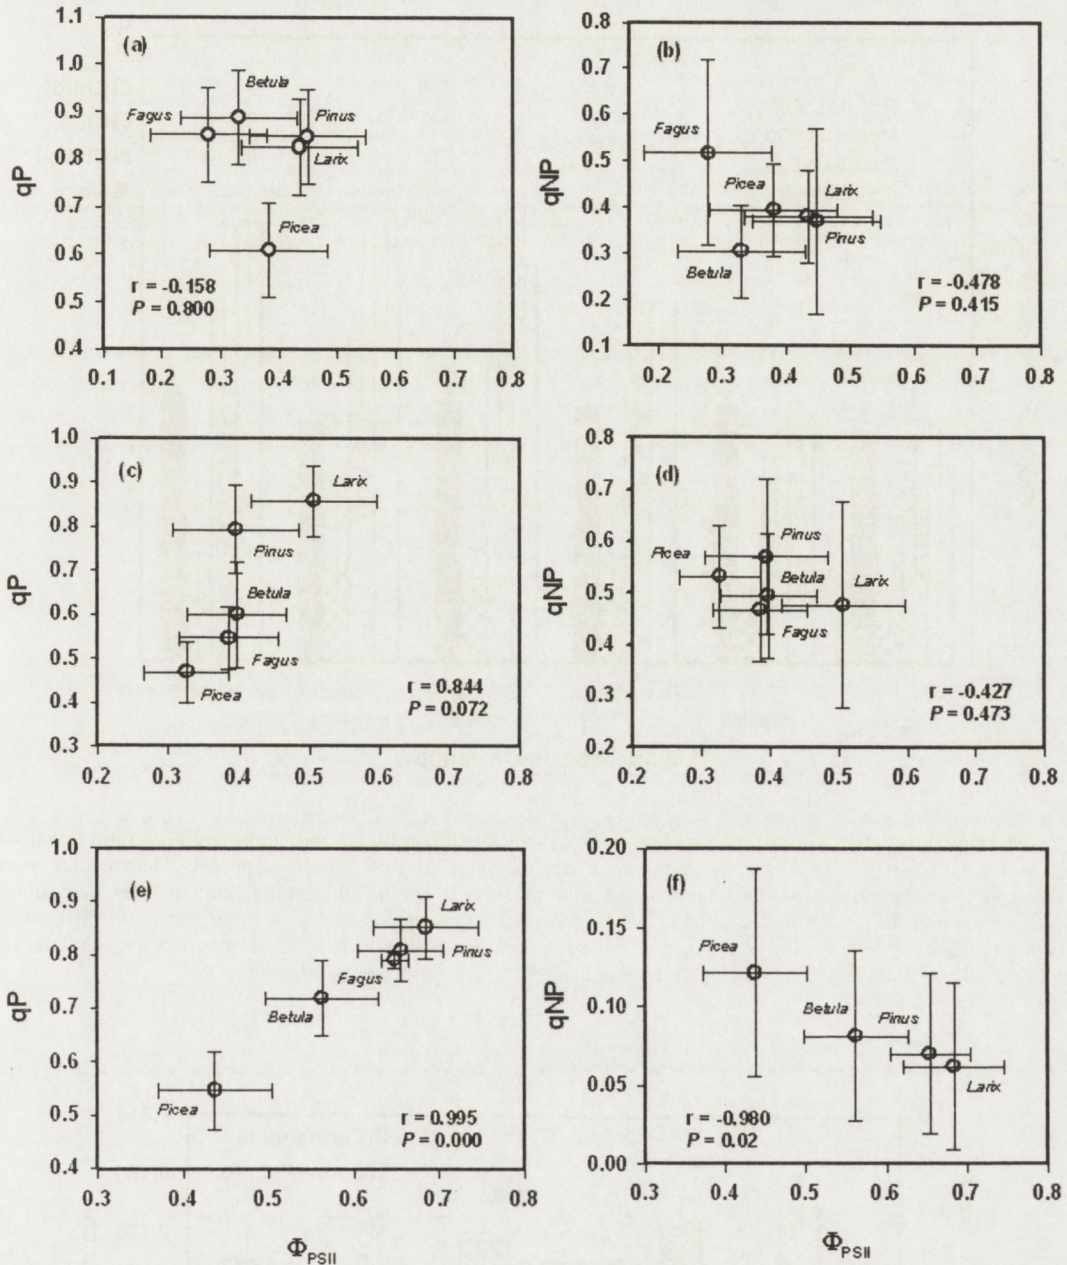 (a)
qP
1.1
1.0
0.9
0.8
0.7
0.6
0.5
0.4
Betula
Fagus
Pinus
Larix
Picea
r = -0.158
P = 0.800
0.1 0.2 0.3 0.4 0.5 0.6 0.7 0.8
(b)
qNP
0.8
0.7
0.6
0.5
0.4
0.3
0.2
0.1
Fagus
Picea
Larix
Pinus
Betula
r = -0.478
P = 0.415
0.2 0.3 0.4 0.5 0.6 0.7 0.8
(c)
qP
1.0
0.9
0.8
0.7
0.6
0.5
0.4
0.3
Larix
Pinus
Betula
Fagus
Picea
r = 0.844
P = 0.072
0.2 0.3 0.4 0.5 0.6 0.7 0.8
(d)
qNP
0.8
0.7
0.6
0.5
0.4
0.3
0.2
Pinus
Picea
Betula
Larix
Fagus
r = -0.427
P = 0.473
0.2 0.3 0.4 0.5 0.6 0.7 0.8
(e)
qP
1.0
0.9
0.8
0.7
0.6
0.5
0.4
Larix
Pinus
Fagus
Betula
Picea
r = 0.995
P = 0.000
0.3 0.4 0.5 0.6 0.7 0.8
ΦPSII
(f)
qNP
0.20
0.15
0.10
0.05
0.00
Picea
Betula
Pinus
Larix
r = -0.980
P = 0.02
0.3 0.4 0.5 0.6 0.7 0.8
ΦPSII